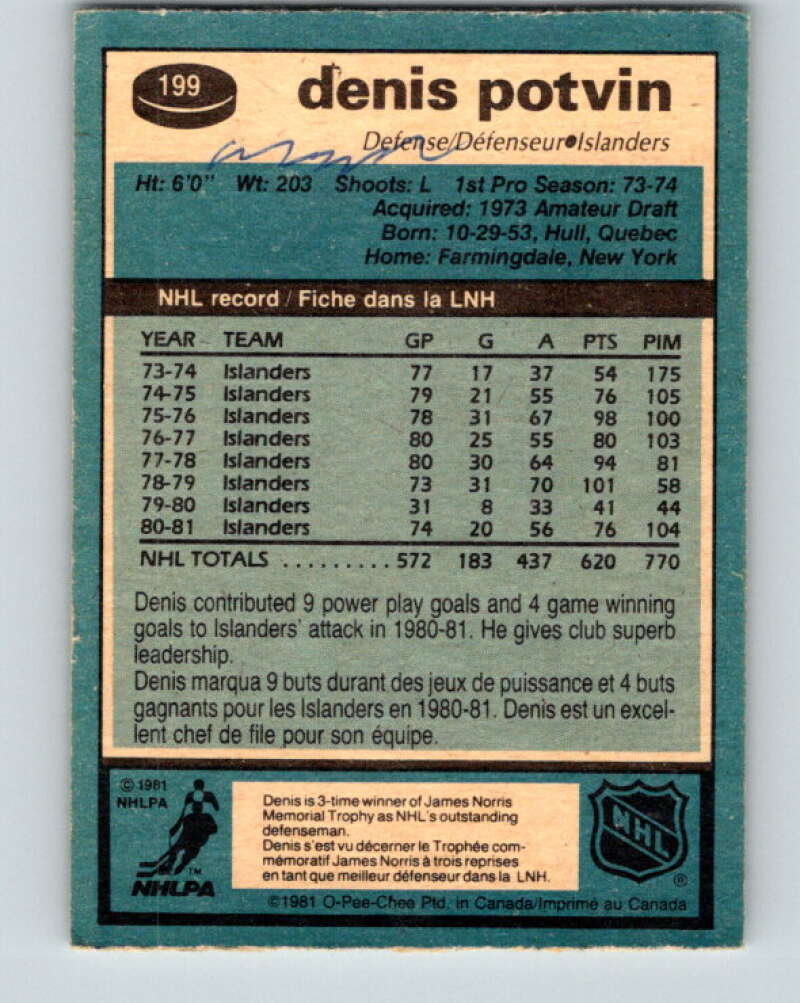 199
denis potvin
Defense/Défenseur●Islanders
Ht: 6'0" Wt: 203 Shoots: L 1st Pro Season: 73-74
Acquired: 1973 Amateur Draft
Born: 10-29-53, Hull, Quebec
Home: Farmingdale, New York
NHL record / Fiche dans la LNH
YEAR TEAM GP G A PTS PIM
73-74 Islanders 77 17 37 54 175
74-75 Islanders 79 21 55 76 105
75-76 Islanders 78 31 67 98 100
76-77 Islanders 80 25 55 80 103
77-78 Islanders 80 30 64 94 81
78-79 Islanders 73 31 70 101 58
79-80 Islanders 31 8 33 41 44
80-81 Islanders 74 20 56 76 104
NHL TOTALS ......... 572 183 437 620 770
Denis contributed 9 power play goals and 4 game winning
goals to Islanders' attack in 1980-81. He gives club superb
leadership.
Denis marqua 9 buts durant des jeux de puissance et 4 buts
gagnants pour les Islanders en 1980-81. Denis est un excel-
lent chef de file pour son équipe.
© 1981
NHLPA
TM
NHLPA
Denis is 3-time winner of James Norris
Memorial Trophy as NHL's outstanding
defenseman.
Denis s'est vu décerner le Trophée com-
mémoratif James Norris à trois reprises
en tant que meilleur défenseur dans la LNH.
NHL
®
©1981 O-Pee-Chee Ptd. in Canada/Imprimé au Canada